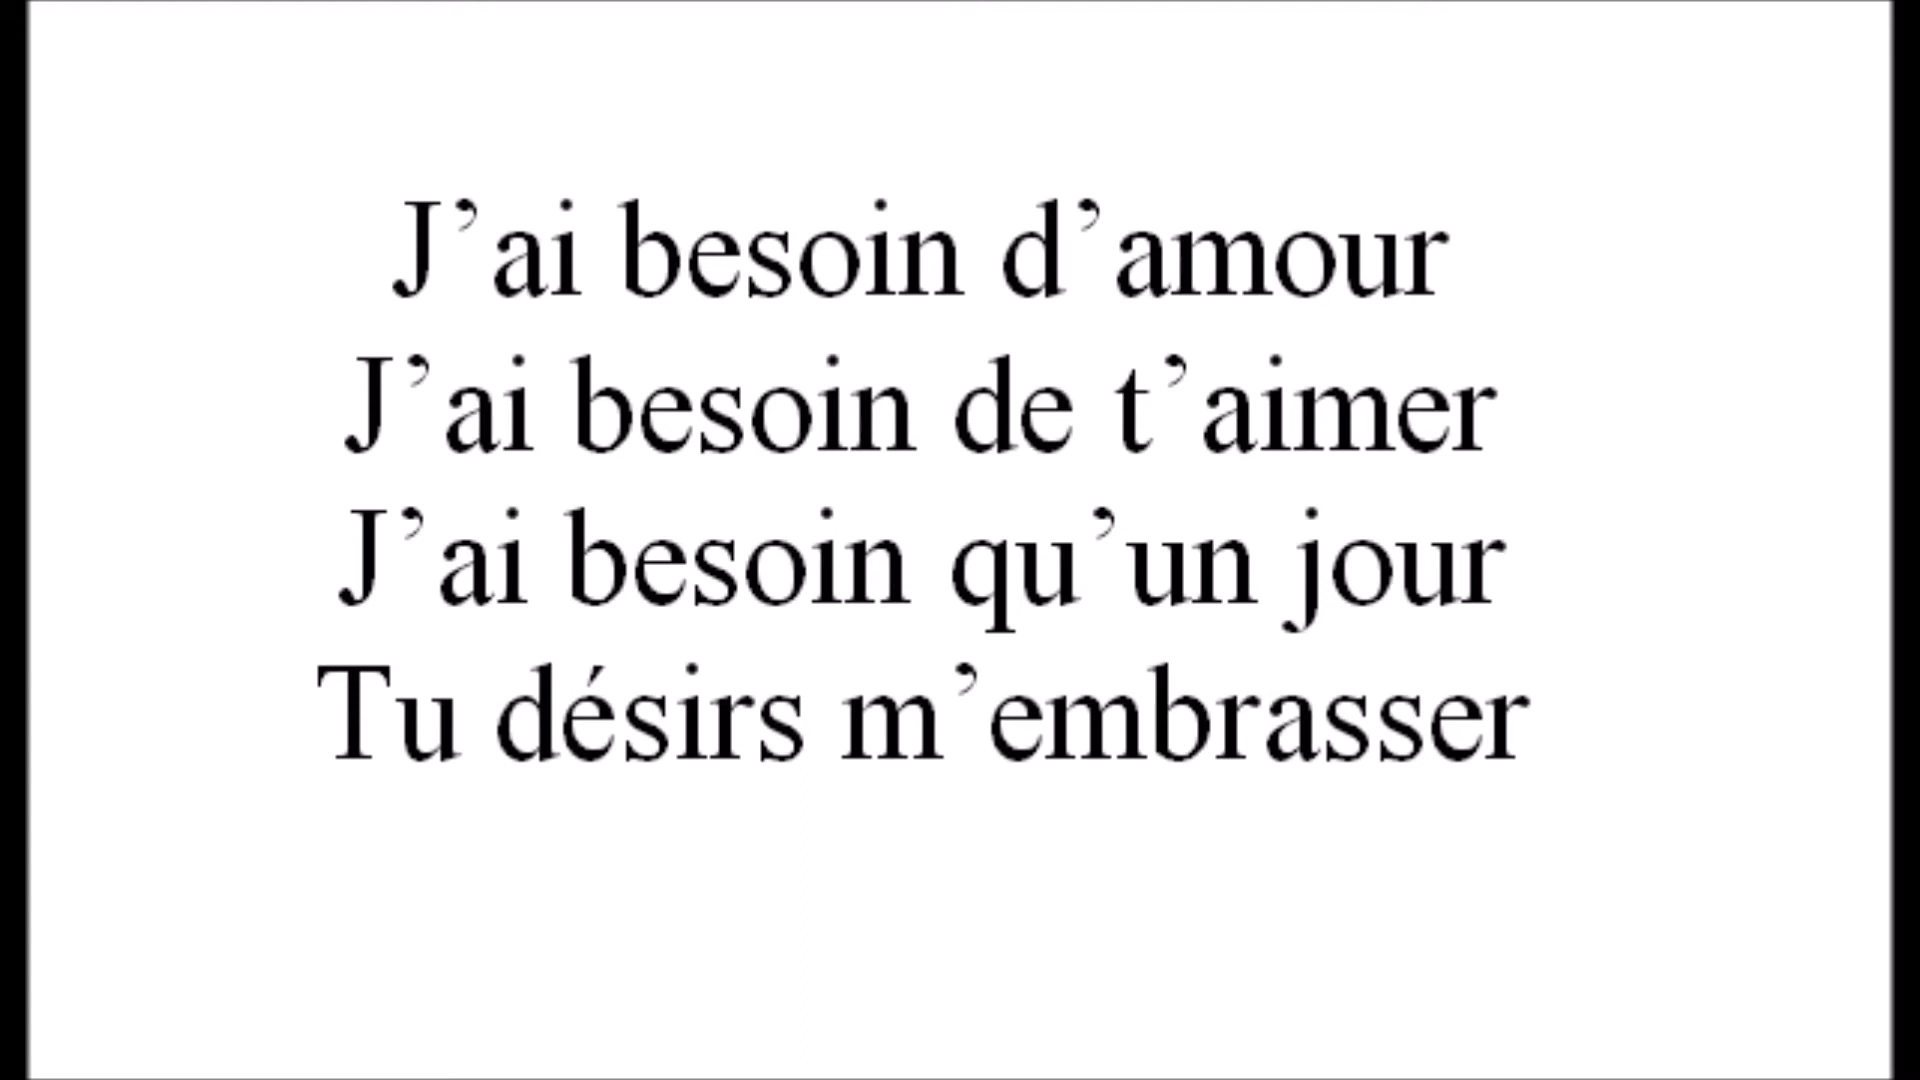 J’ai besoin d’amour
J’ai besoin de t’aimer
J’ai besoin qu’un jour
Tu désirs m’embrasser